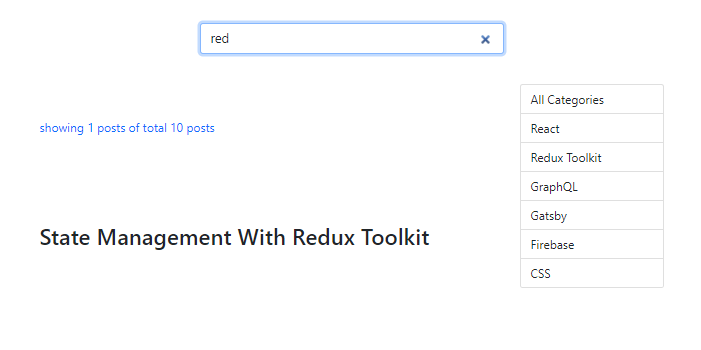 red
showing 1 posts of total 10 posts
State Management With Redux Toolkit
All Categories
React
Redux Toolkit
GraphQL
Gatsby
Firebase
CSS